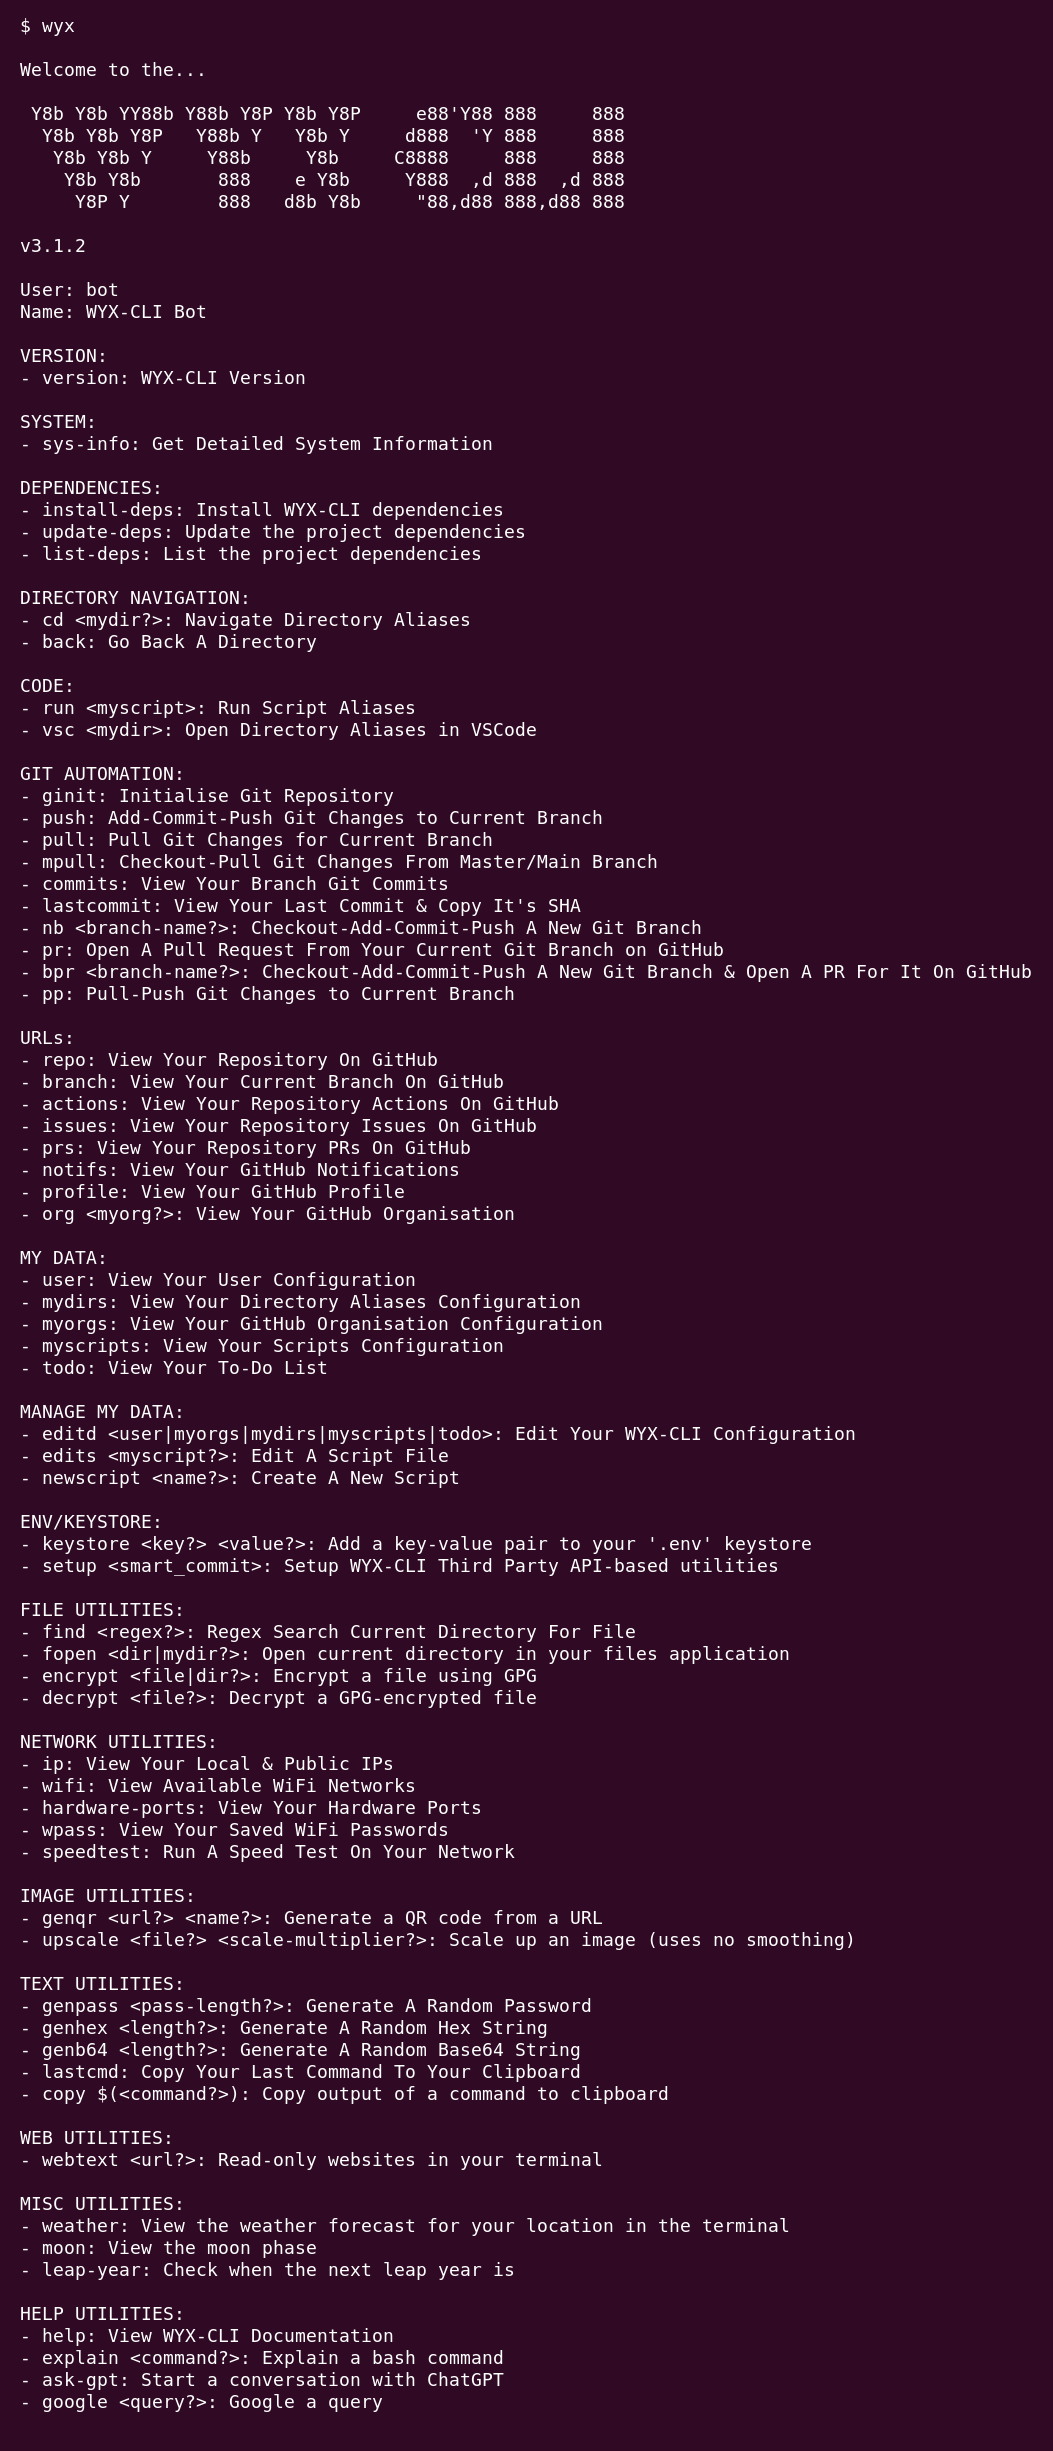 $ wyx

Welcome to the...

 Y8b Y8b YY88b Y88b Y8P Y8b Y8P     e88'Y88 888     888
  Y8b Y8b Y8P   Y88b Y   Y8b Y     d888  'Y 888     888
   Y8b Y8b Y     Y88b     Y8b     C8888     888     888
    Y8b Y8b       888    e Y8b     Y888  ,d 888  ,d 888
     Y8P Y        888   d8b Y8b     "88,d88 888,d88 888

v3.1.2

User: bot
Name: WYX-CLI Bot

VERSION:
- version: WYX-CLI Version

SYSTEM:
- sys-info: Get Detailed System Information

DEPENDENCIES:
- install-deps: Install WYX-CLI dependencies
- update-deps: Update the project dependencies
- list-deps: List the project dependencies

DIRECTORY NAVIGATION:
- cd <mydir?>: Navigate Directory Aliases
- back: Go Back A Directory

CODE:
- run <myscript>: Run Script Aliases
- vsc <mydir>: Open Directory Aliases in VSCode

GIT AUTOMATION:
- ginit: Initialise Git Repository
- push: Add-Commit-Push Git Changes to Current Branch
- pull: Pull Git Changes for Current Branch
- mpull: Checkout-Pull Git Changes From Master/Main Branch
- commits: View Your Branch Git Commits
- lastcommit: View Your Last Commit & Copy It's SHA
- nb <branch-name?>: Checkout-Add-Commit-Push A New Git Branch
- pr: Open A Pull Request From Your Current Git Branch on GitHub
- bpr <branch-name?>: Checkout-Add-Commit-Push A New Git Branch & Open A PR For It On GitHub
- pp: Pull-Push Git Changes to Current Branch

URLs:
- repo: View Your Repository On GitHub
- branch: View Your Current Branch On GitHub
- actions: View Your Repository Actions On GitHub
- issues: View Your Repository Issues On GitHub
- prs: View Your Repository PRs On GitHub
- notifs: View Your GitHub Notifications
- profile: View Your GitHub Profile
- org <myorg?>: View Your GitHub Organisation

MY DATA:
- user: View Your User Configuration
- mydirs: View Your Directory Aliases Configuration
- myorgs: View Your GitHub Organisation Configuration
- myscripts: View Your Scripts Configuration
- todo: View Your To-Do List

MANAGE MY DATA:
- editd <user|myorgs|mydirs|myscripts|todo>: Edit Your WYX-CLI Configuration
- edits <myscript?>: Edit A Script File
- newscript <name?>: Create A New Script

ENV/KEYSTORE:
- keystore <key?> <value?>: Add a key-value pair to your '.env' keystore
- setup <smart_commit>: Setup WYX-CLI Third Party API-based utilities

FILE UTILITIES:
- find <regex?>: Regex Search Current Directory For File
- fopen <dir|mydir?>: Open current directory in your files application
- encrypt <file|dir?>: Encrypt a file using GPG
- decrypt <file?>: Decrypt a GPG-encrypted file

NETWORK UTILITIES:
- ip: View Your Local & Public IPs
- wifi: View Available WiFi Networks
- hardware-ports: View Your Hardware Ports
- wpass: View Your Saved WiFi Passwords
- speedtest: Run A Speed Test On Your Network

IMAGE UTILITIES:
- genqr <url?> <name?>: Generate a QR code from a URL
- upscale <file?> <scale-multiplier?>: Scale up an image (uses no smoothing)

TEXT UTILITIES:
- genpass <pass-length?>: Generate A Random Password
- genhex <length?>: Generate A Random Hex String
- genb64 <length?>: Generate A Random Base64 String
- lastcmd: Copy Your Last Command To Your Clipboard
- copy $(<command?>): Copy output of a command to clipboard

WEB UTILITIES:
- webtext <url?>: Read-only websites in your terminal

MISC UTILITIES:
- weather: View the weather forecast for your location in the terminal
- moon: View the moon phase
- leap-year: Check when the next leap year is

HELP UTILITIES:
- help: View WYX-CLI Documentation
- explain <command?>: Explain a bash command
- ask-gpt: Start a conversation with ChatGPT
- google <query?>: Google a query